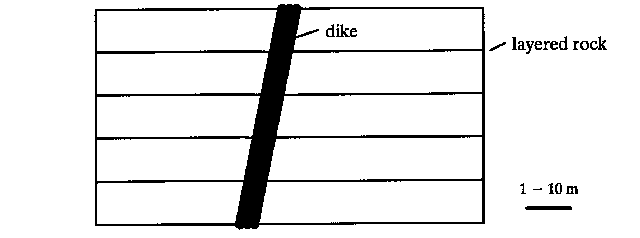 dike
layered rock
1 – 10 m